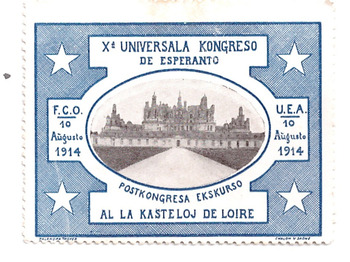 Xª UNIVERSALA KONGRESO
DE ESPERANTO
F.C.O.
10
Aŭgusto
1914
U.E.A.
10
Aŭgusto
1914
POSTKONGRESA EKSKURSO
AL LA KASTELOJ DE LOIRE